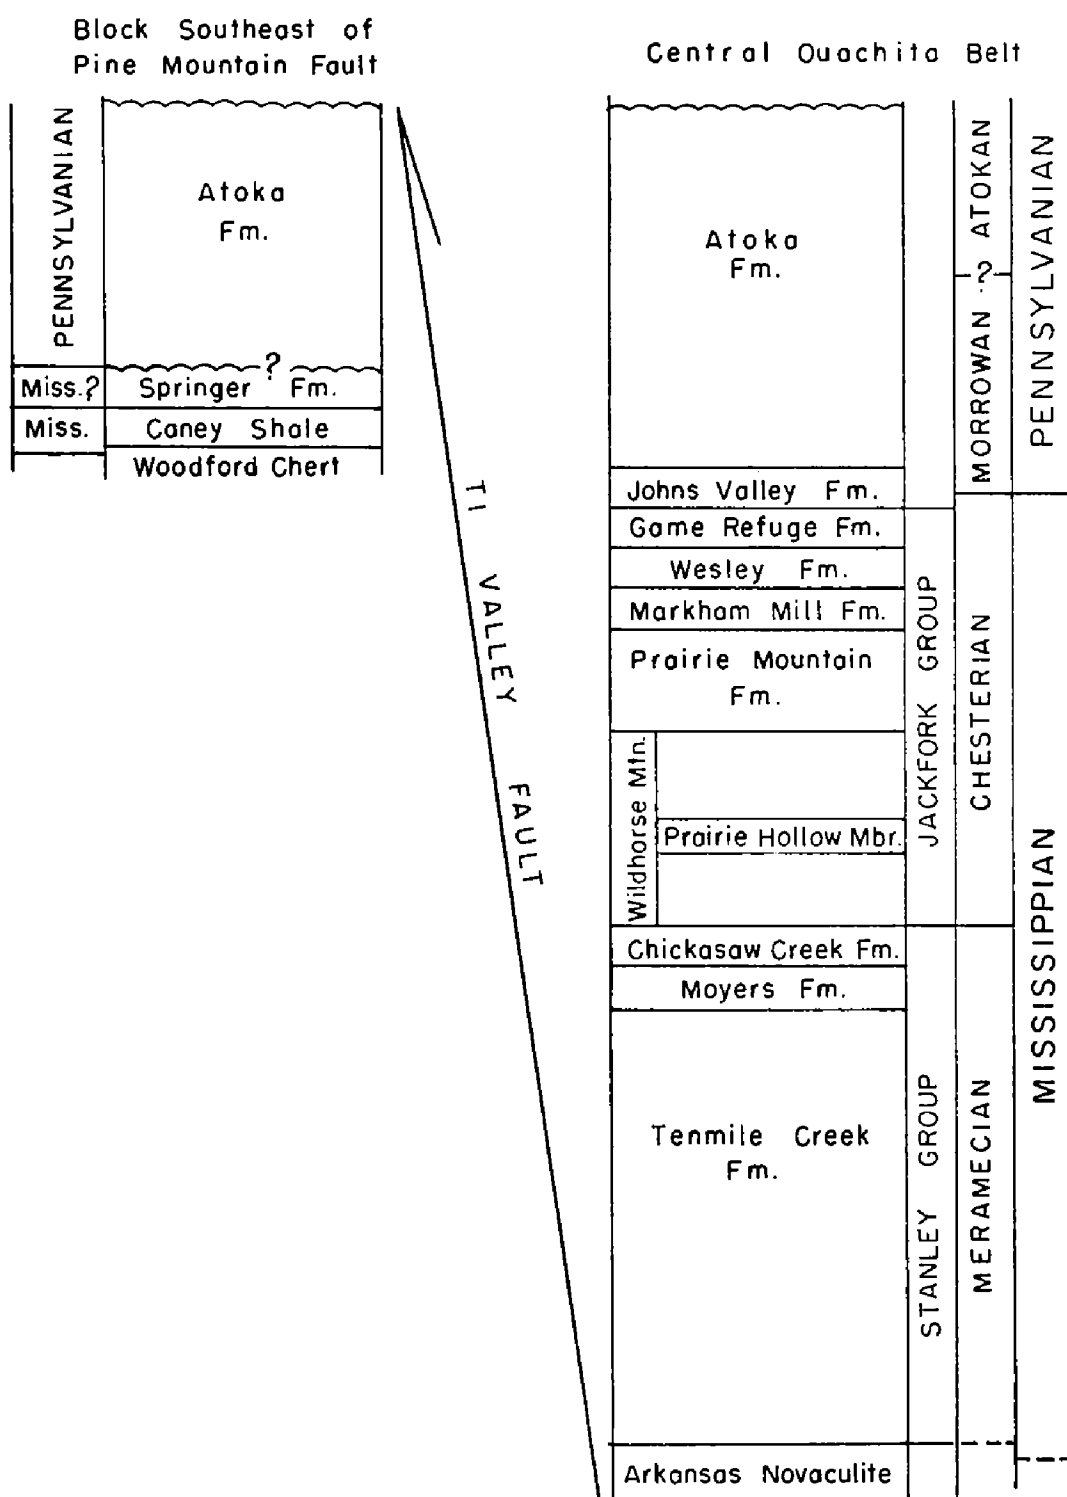 Block Southeast of
Pine Mountain Fault
Central Ouachita Belt
PENNSYLVANIAN
Atoka
Fm.
?
Miss.?
Springer Fm.
Miss.
Caney Shale
Woodford Chert
TI VALLEY FAULT
Atoka
Fm.
Johns Valley Fm.
Game Refuge Fm.
Wesley Fm.
Markham Mill Fm.
Prairie Mountain
Fm.
Wildhorse Mtn.
Prairie Hollow Mbr.
Chickasaw Creek Fm.
Moyers Fm.
Tenmile Creek
Fm.
Arkansas Novaculite
JACKFORK GROUP
STANLEY GROUP
ATOKAN
?
MORROWAN
CHESTERIAN
MERAMECIAN
PENNSYLVANIAN
MISSISSIPPIAN